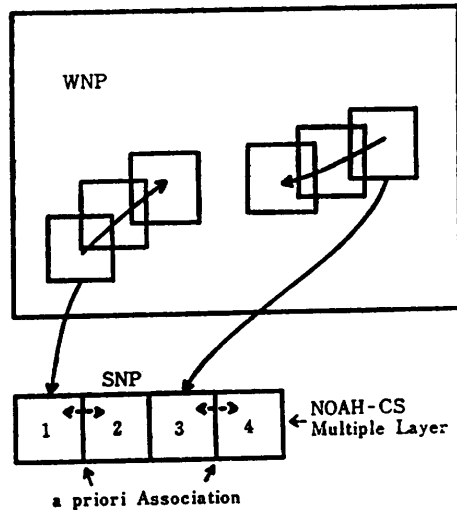 WNP
SNP
1 2 3 4
NOAH-CS
Multiple Layer
a priori Association